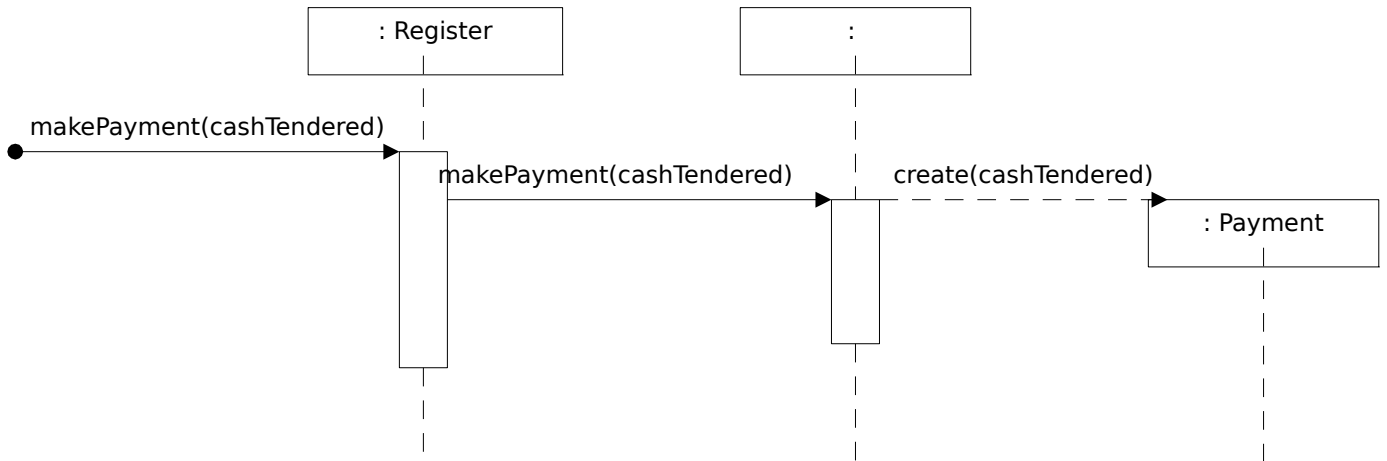 : Register
:
makePayment(cashTendered)
makePayment(cashTendered)
create(cashTendered)
: Payment